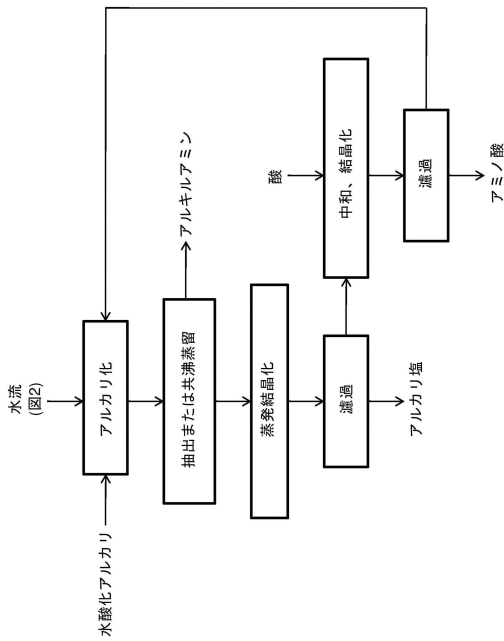 水流
(図2)
水酸化アルカリ
アルカリ化
抽出または共沸蒸留
アルキルアミン
蒸発結晶化
濾過
アルカリ塩
酸
中和、結晶化
濾過
アミノ酸